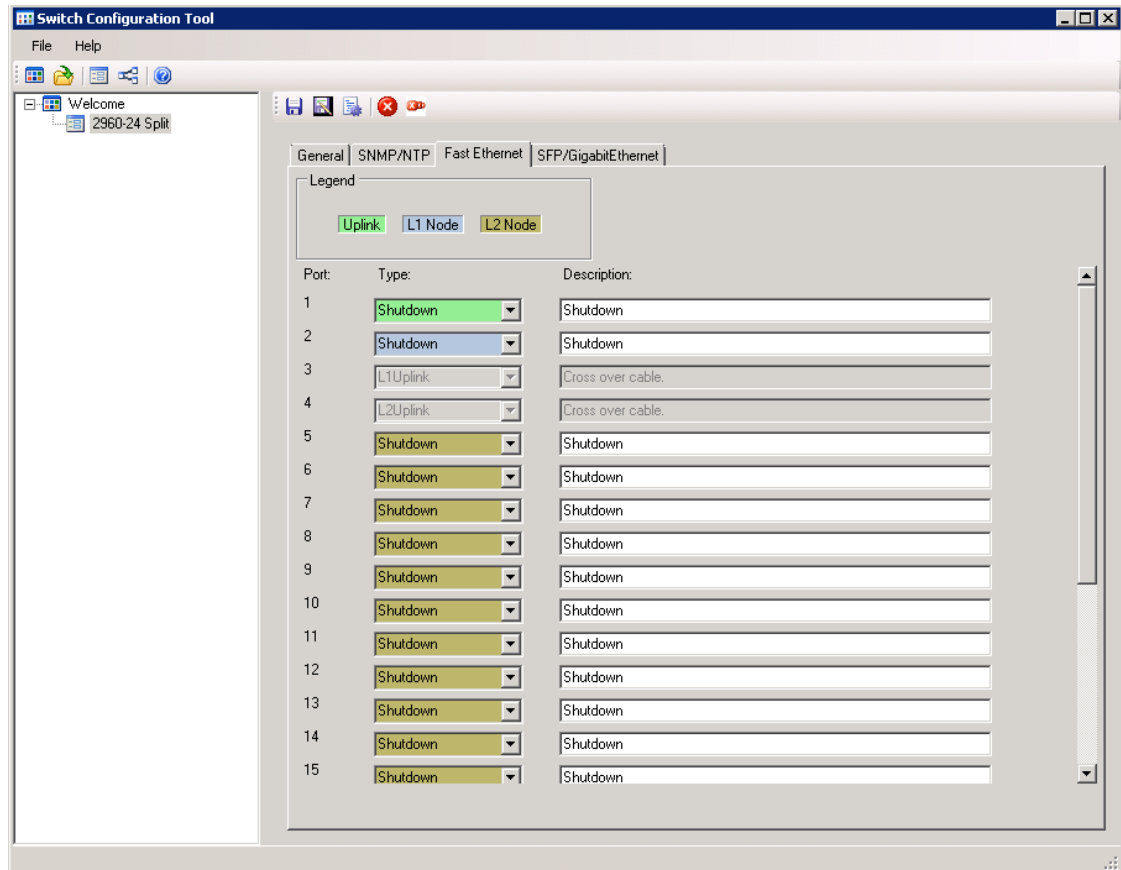 Switch Configuration Tool
File Help
Welcome
2960-24 Split
General SNMP/NTP Fast Ethernet SFP/GigabitEthernet
Legend
Uplink L1 Node L2 Node
Port: Type: Description:
1 Shutdown Shutdown
2 Shutdown Shutdown
3 L1Uplink Cross over cable.
4 L2Uplink Cross over cable.
5 Shutdown Shutdown
6 Shutdown Shutdown
7 Shutdown Shutdown
8 Shutdown Shutdown
9 Shutdown Shutdown
10 Shutdown Shutdown
11 Shutdown Shutdown
12 Shutdown Shutdown
13 Shutdown Shutdown
14 Shutdown Shutdown
15 Shutdown Shutdown